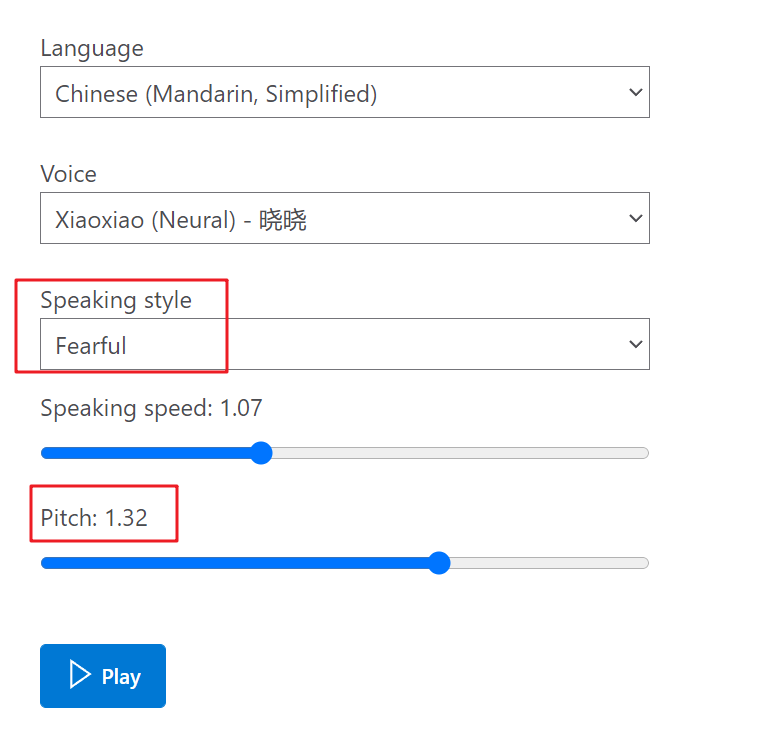 Language
Chinese (Mandarin, Simplified)
Voice
Xiaoxiao (Neural) - 晓晓
Speaking style
Fearful
Speaking speed: 1.07
Pitch: 1.32
Play